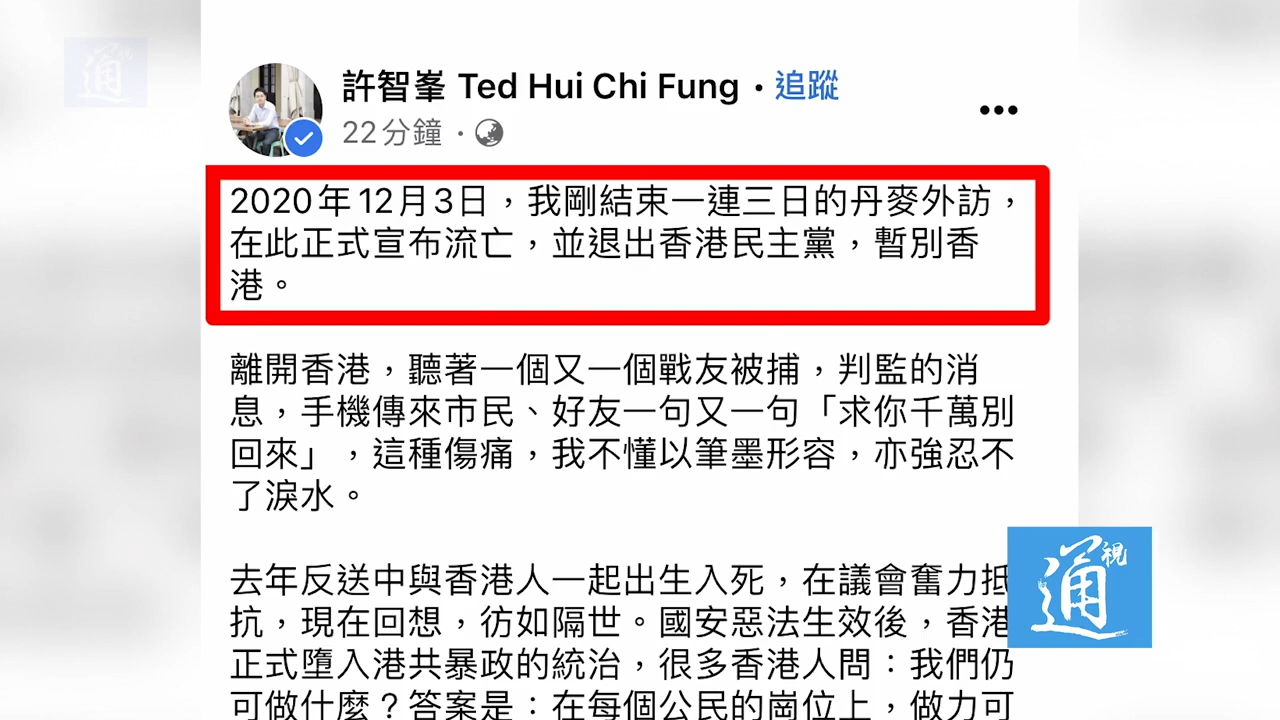 通視
許智峯 Ted Hui Chi Fung · 追蹤
22分鐘 ·
2020年12月3日，我剛結束一連三日的丹麥外訪，
在此正式宣布流亡，並退出香港民主黨，暫別香
港。
離開香港，聽著一個又一個戰友被捕，判監的消
息，手機傳來市民、好友一句又一句「求你千萬別
回來」，這種傷痛，我不懂以筆墨形容，亦強忍不
了淚水。
去年反送中與香港人一起出生入死，在議會奮力抵
抗，現在回想，彷如隔世。國安惡法生效後，香港
正式墮入港共暴政的統治，很多香港人問：我們仍
可做什麼？答案是：在每個公民的崗位上，做力可
通視